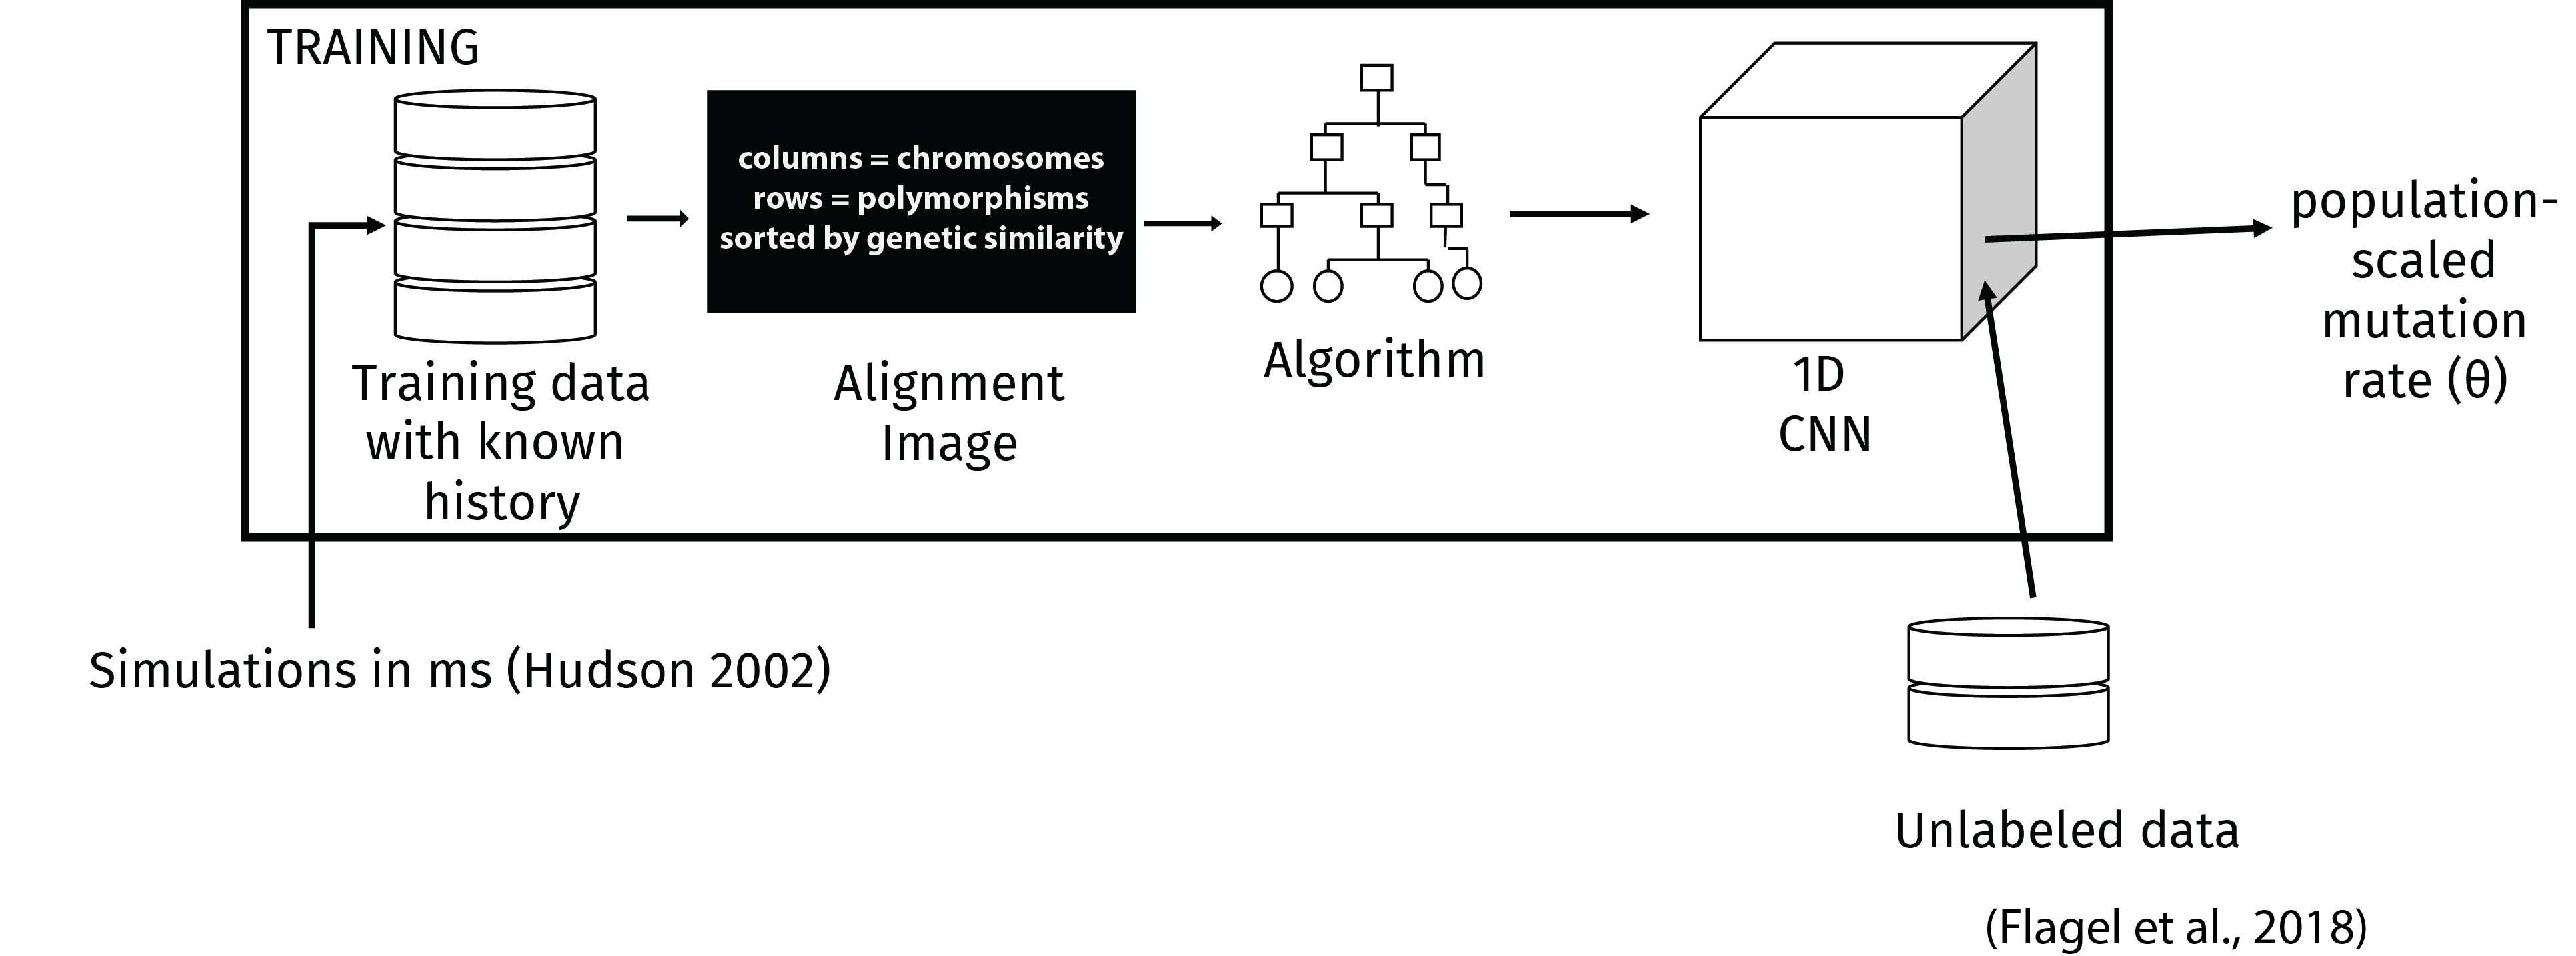 TRAINING
columns = chromosomes
rows = polymorphisms
sorted by genetic similarity
Training data
with known
history
Alignment
Image
Algorithm
1D
CNN
population-
scaled
mutation
rate (θ)
Simulations in ms (Hudson 2002)
Unlabeled data
(Flagel et al., 2018)